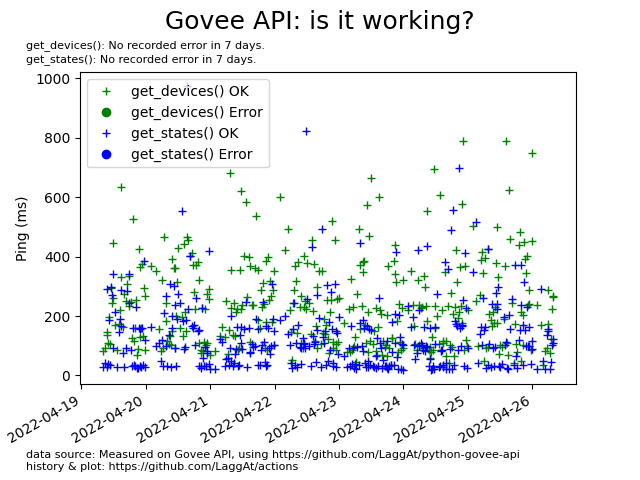 Govee API: is it working?
get_devices(): No recorded error in 7 days.
get_states(): No recorded error in 7 days.
get_devices() OK
get_devices() Error
get_states() OK
get_states() Error
Ping (ms)
1000
800
600
400
200
0
2022-04-19
2022-04-20
2022-04-21
2022-04-22
2022-04-23
2022-04-24
2022-04-25
2022-04-26
data source: Measured on Govee API, using https://github.com/LaggAt/python-govee-api
history & plot: https://github.com/LaggAt/actions